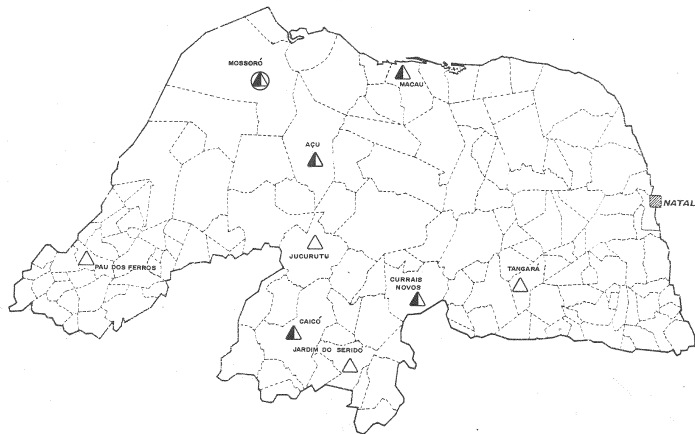 MOSSORÓ
MACAU
AÇU
NATAL
JUCURUTU
PAU DOS FERROS
TANGARÁ
CURRAIS
NOVOS
CAICÓ
JARDIM DO SERIDÓ